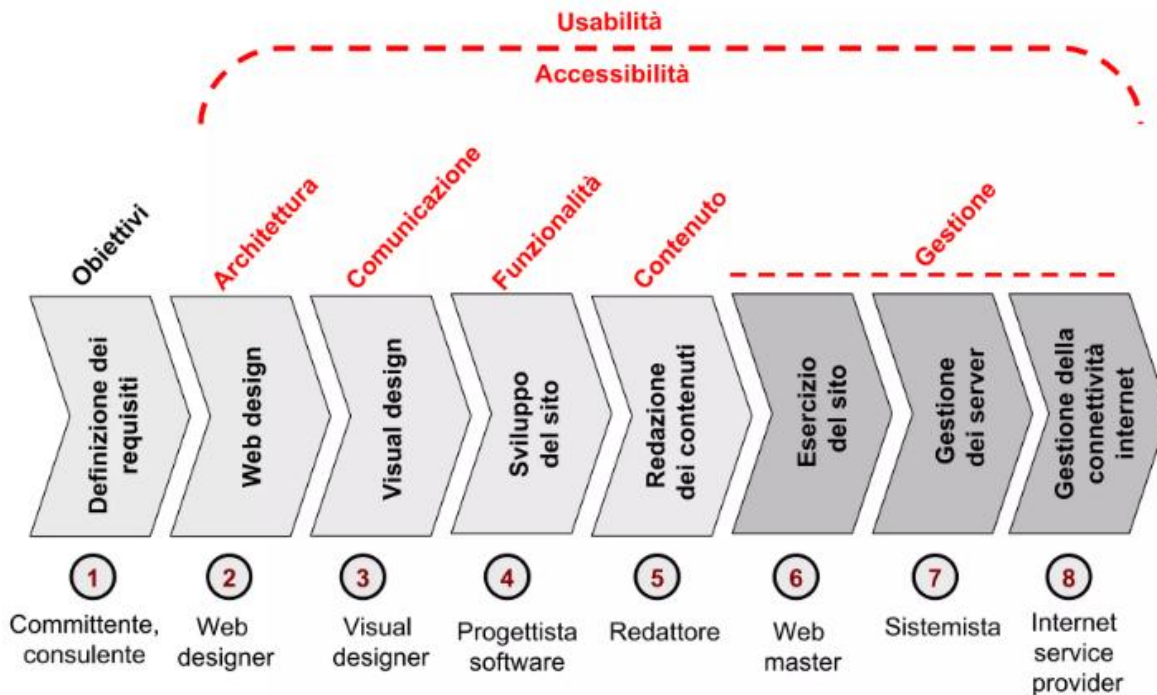 Usabilità
Accessibilità
Obiettivi
Architettura
Comunicazione
Funzionalità
Contenuto
Gestione
Definizione dei
requisiti
Web design
Visual design
Sviluppo
del sito
Redazione
dei contenuti
Esercizio
del sito
Gestione
dei server
Gestione della
connettività
internet
1
2
3
4
5
6
7
8
Committente,
consulente
Web
designer
Visual
designer
Progettista
software
Redattore
Web
master
Sistemista
Internet
service
provider